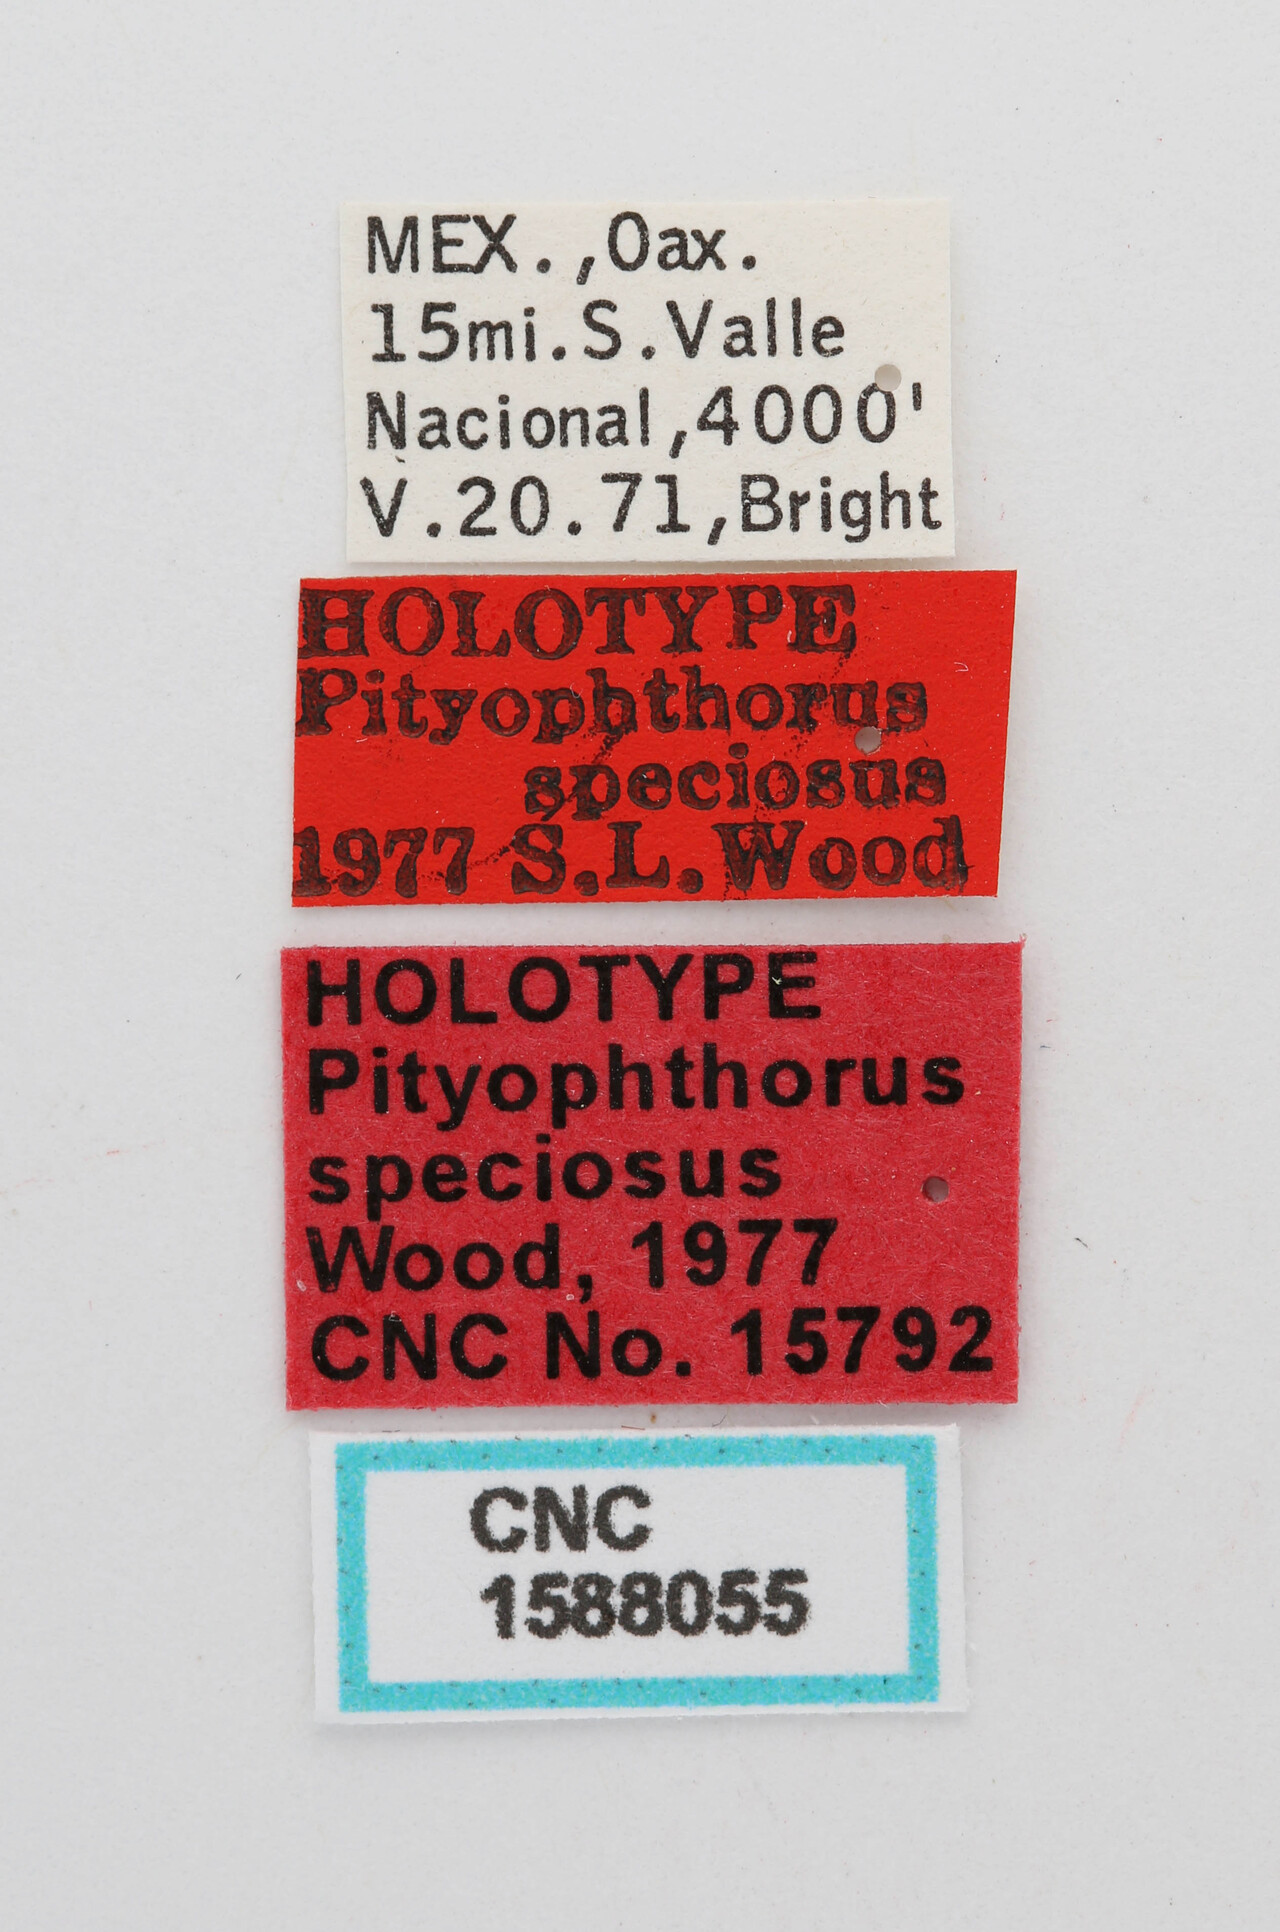 MEX.,Oax.
15mi.S.Valle
Nacional,4000'
V.20.71,Bright
HOLOTYPE
Pityophthorus
speciosus
1977 S.L.Wood
HOLOTYPE
Pityophthorus
speciosus
Wood, 1977
CNC No. 15792
CNC
1588055